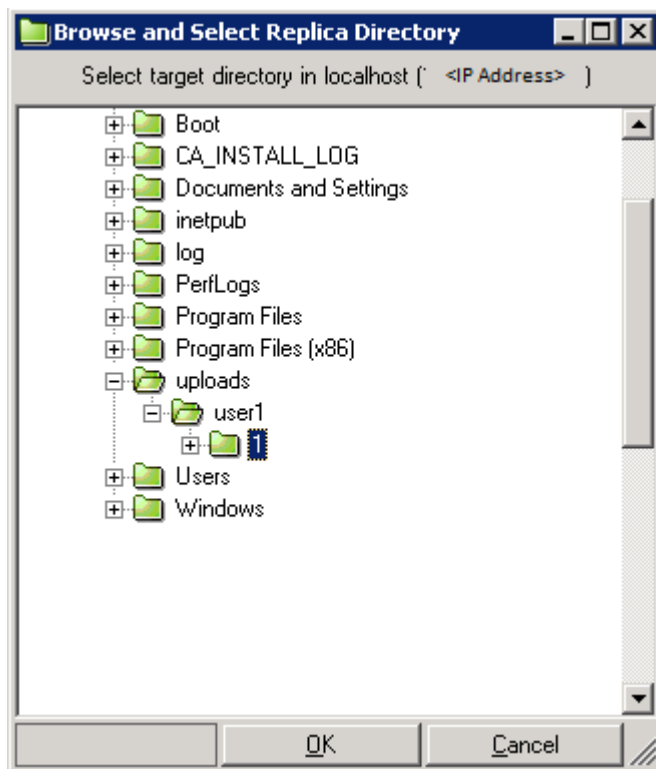 Browse and Select Replica Directory
Select target directory in localhost (' <IP Address> )
Boot
CA_INSTALL_LOG
Documents and Settings
inetpub
log
PerfLogs
Program Files
Program Files (x86)
uploads
user1
1
Users
Windows
OK Cancel